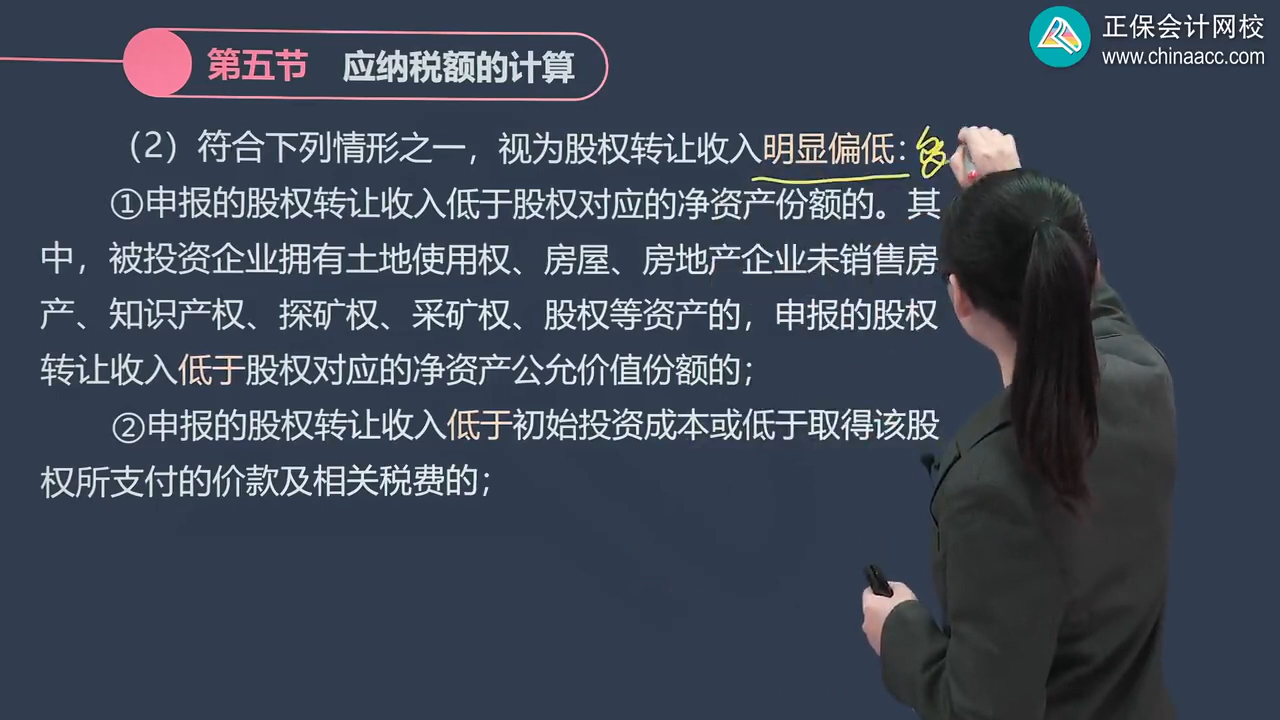 正保会计网校
www.chinaacc.com
第五节 应纳税额的计算
（2）符合下列情形之一，视为股权转让收入明显偏低：
①申报的股权转让收入低于股权对应的净资产份额的。其
中，被投资企业拥有土地使用权、房屋、房地产企业未销售房
产、知识产权、探矿权、采矿权、股权等资产的，申报的股权
转让收入低于股权对应的净资产公允价值份额的；
②申报的股权转让收入低于初始投资成本或低于取得该股
权所支付的价款及相关税费的；